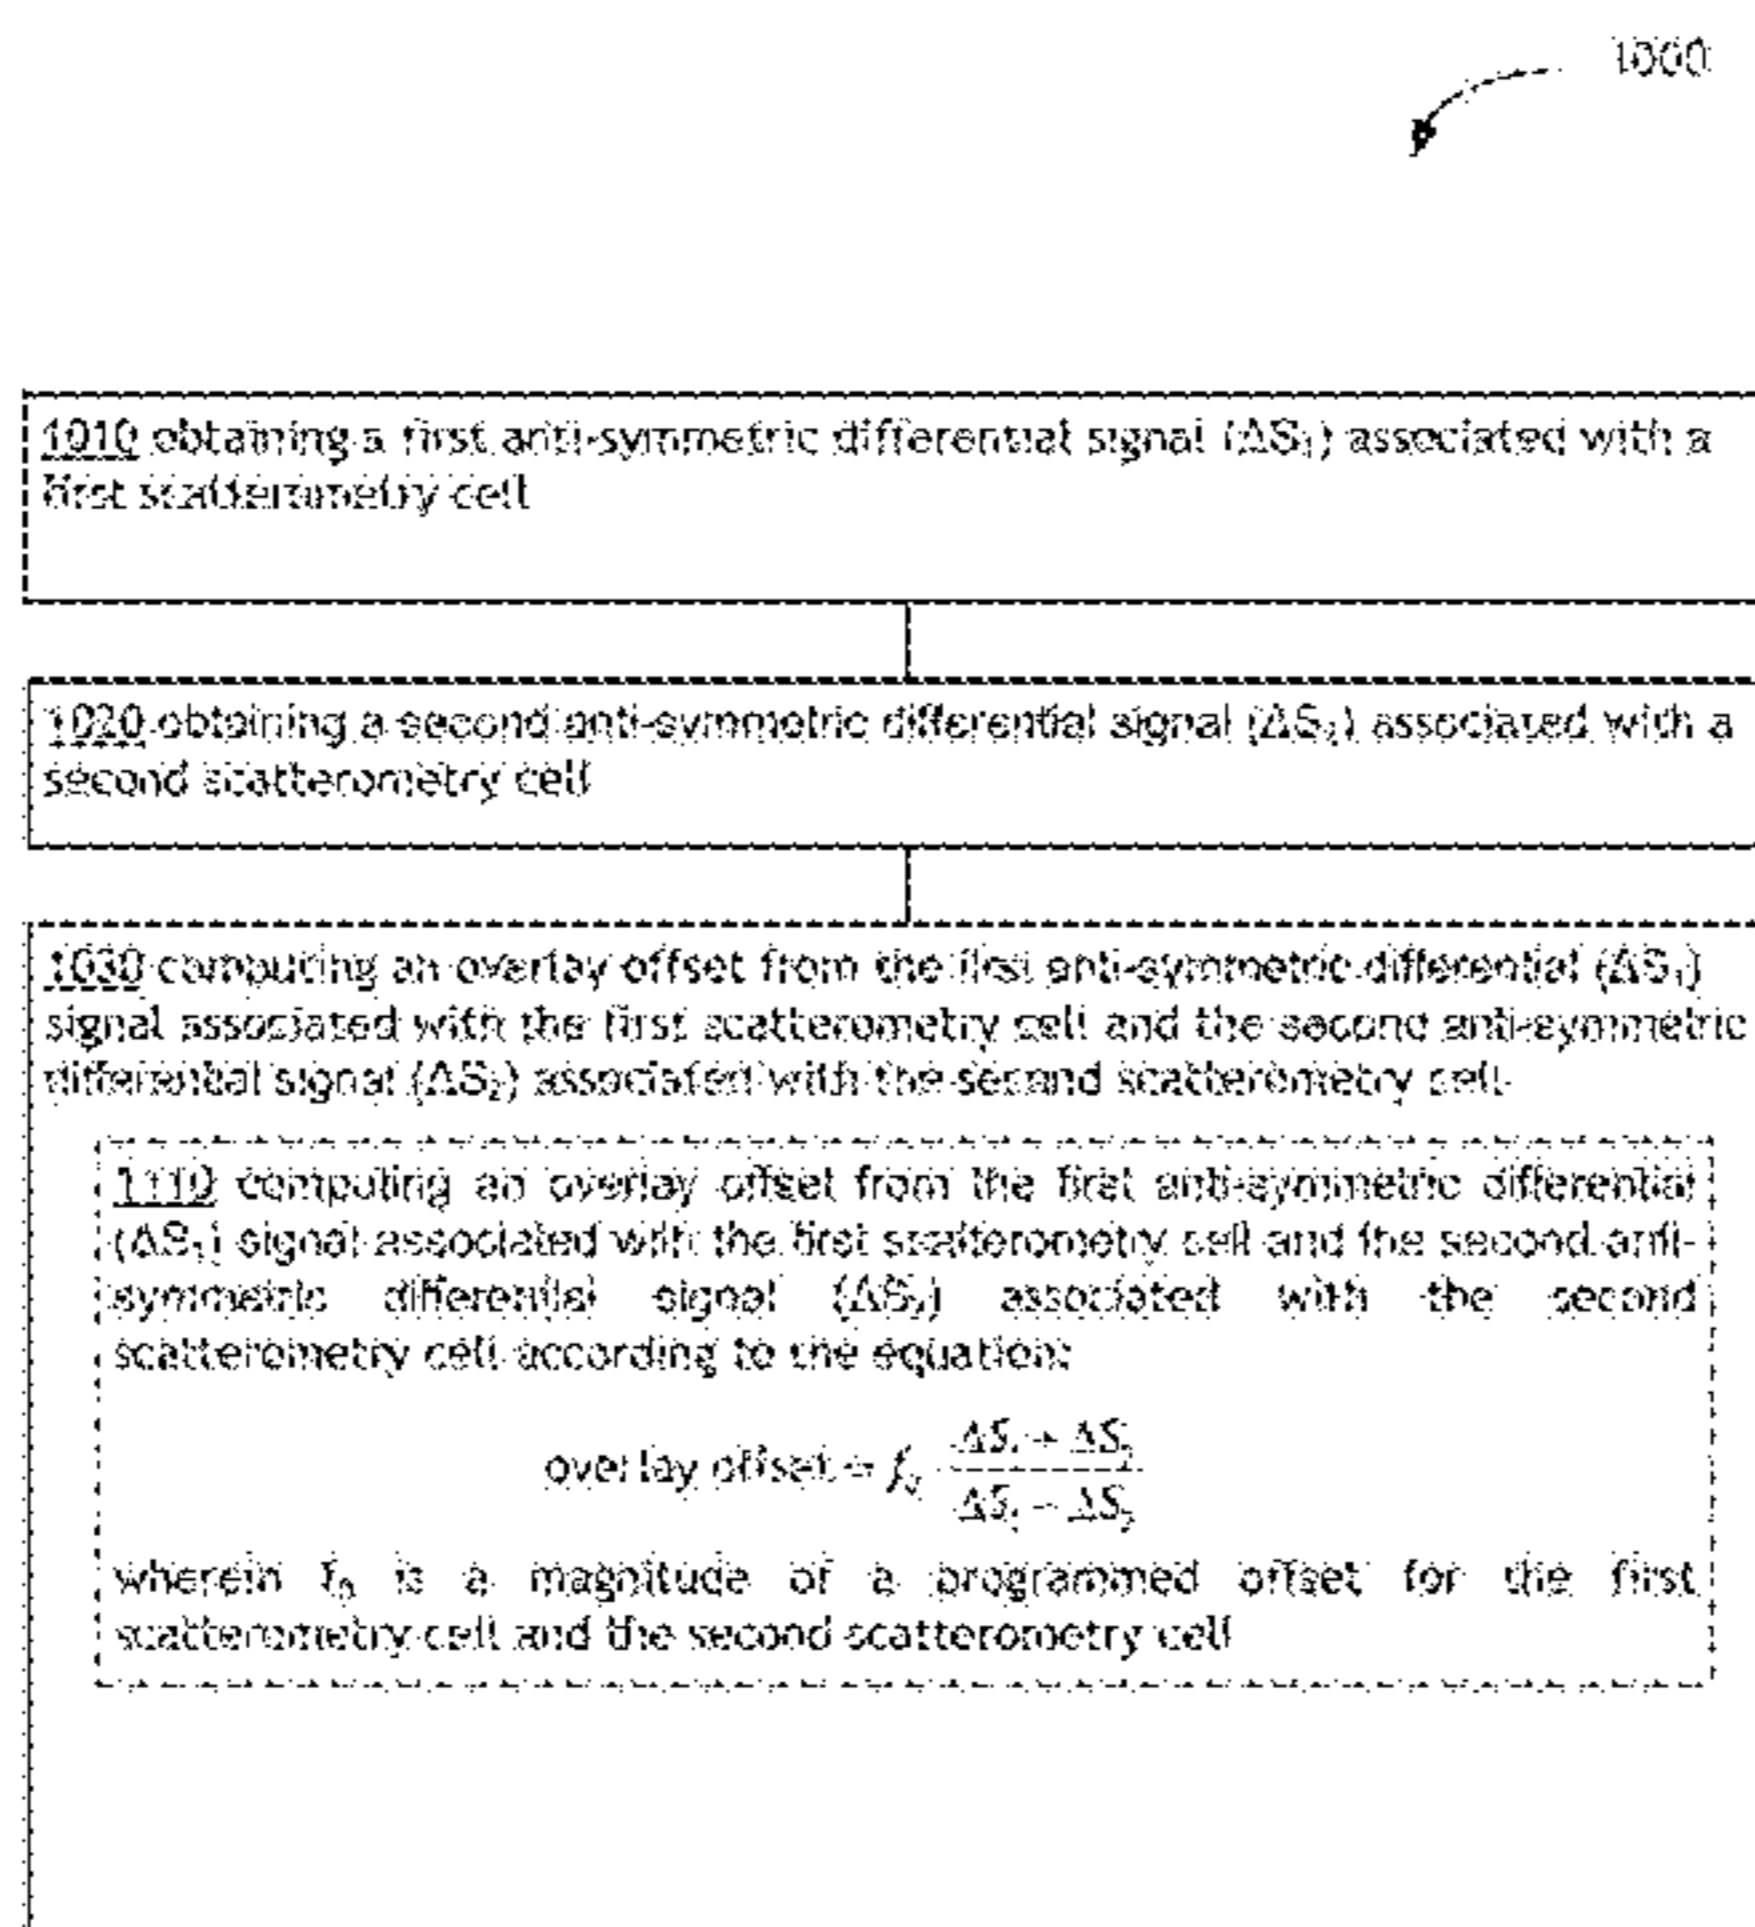 1000
1010 obtaining a first anti-symmetric differential signal (ΔS₁) associated with a
first scatterometry cell
1020 obtaining a second anti-symmetric differential signal (ΔS₂) associated with a
second scatterometry cell
1030 computing an overlay offset from the first anti-symmetric differential (ΔS₁)
signal associated with the first scatterometry cell and the second anti-symmetric
differential signal (ΔS₂) associated with the second scatterometry cell
1110 computing an overlay offset from the first anti-symmetric differential
(ΔS₁) signal associated with the first scatterometry cell and the second anti-
symmetric differential signal (ΔS₂) associated with the second
scatterometry cell according to the equation:
overlay offset = f₀ (ΔS₁ + ΔS₂) / (ΔS₁ − ΔS₂)
wherein f₀ is a magnitude of a programmed offset for the first
scatterometry cell and the second scatterometry cell